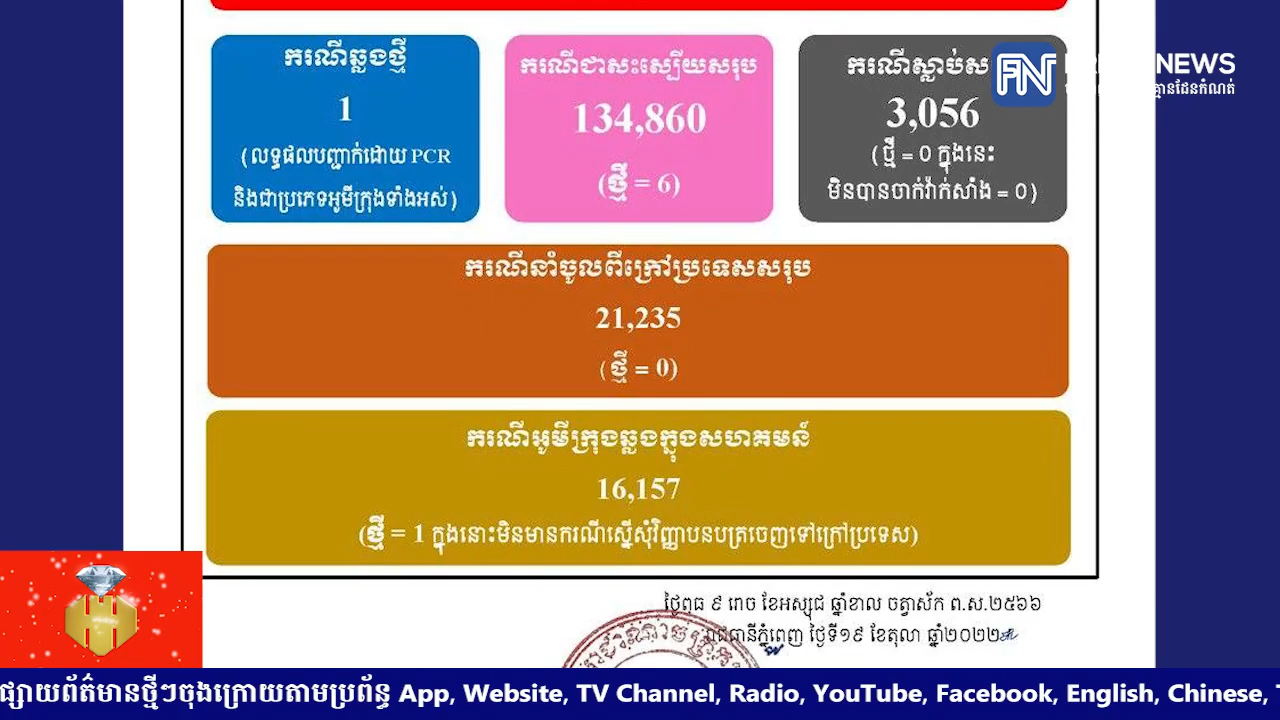 ករណីឆ្លងថ្មី
1
(លទ្ធផលបញ្ជាក់ដោយ PCR
និងជាប្រភេទអូមីក្រុងទាំងអស់)
ករណីជាសះស្បើយសរុប
134,860
(ថ្មី = 6)
ករណីស្លាប់ស
3,056
(ថ្មី = 0 ក្នុងនេះ
មិនបានចាក់វ៉ាក់សាំង = 0)
NEWS
គ្មានដែនកំណត់
ករណីនាំចូលពីក្រៅប្រទេសសរុប
21,235
(ថ្មី = 0)
ករណីអូមីក្រុងឆ្លងក្នុងសហគមន៍
16,157
(ថ្មី = 1 ក្នុងនោះមិនមានករណីស្នើសុំវិញ្ញាបនបត្រចេញទៅក្រៅប្រទេស)
ថ្ងៃពុធ ៩ រោច ខែអស្សុជ ឆ្នាំខាល ចត្វាស័ក ព.ស.២៥៦៦
រាជធានីភ្នំពេញ ថ្ងៃទី១៩ ខែតុលា ឆ្នាំ២០២២
ផ្សាយព័ត៌មានថ្មីៗចុងក្រោយតាមប្រព័ន្ធ App, Website, TV Channel, Radio, YouTube, Facebook, English, Chinese,